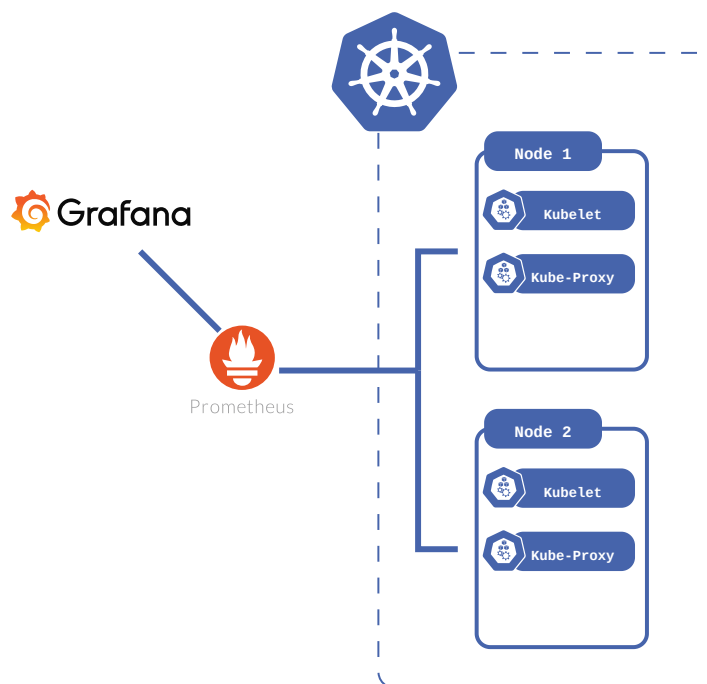 Grafana
Prometheus
Node 1
Kubelet
Kube-Proxy
Node 2
Kubelet
Kube-Proxy